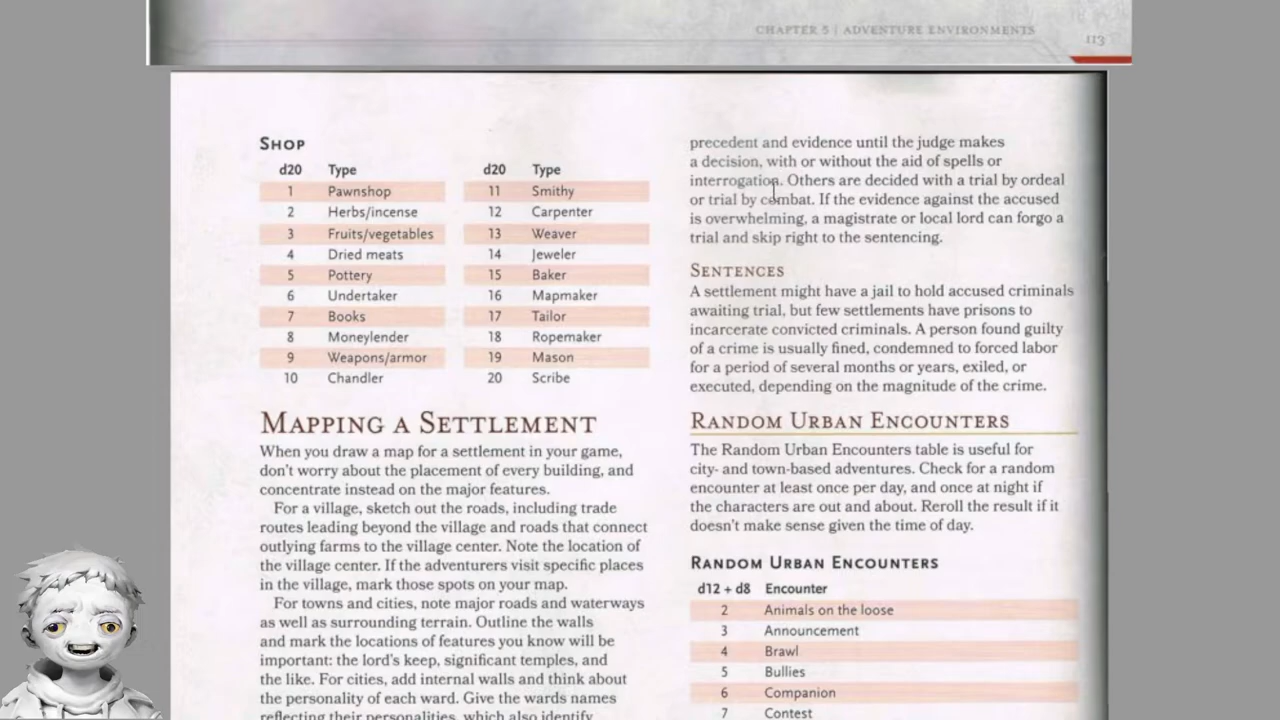 CHAPTER 5 | ADVENTURE ENVIRONMENTS
113
SHOP
d20 Type
1 Pawnshop
2 Herbs/incense
3 Fruits/vegetables
4 Dried meats
5 Pottery
6 Undertaker
7 Books
8 Moneylender
9 Weapons/armor
10 Chandler
d20 Type
11 Smithy
12 Carpenter
13 Weaver
14 Jeweler
15 Baker
16 Mapmaker
17 Tailor
18 Ropemaker
19 Mason
20 Scribe
MAPPING A SETTLEMENT
When you draw a map for a settlement in your game,
don't worry about the placement of every building, and
concentrate instead on the major features.
For a village, sketch out the roads, including trade
routes leading beyond the village and roads that connect
outlying farms to the village center. Note the location of
the village center. If the adventurers visit specific places
in the village, mark those spots on your map.
For towns and cities, note major roads and waterways
as well as surrounding terrain. Outline the walls
and mark the locations of features you know will be
important: the lord's keep, significant temples, and
the like. For cities, add internal walls and think about
the personality of each ward. Give the wards names
reflecting their personalities, which also identify
precedent and evidence until the judge makes
a decision, with or without the aid of spells or
interrogation. Others are decided with a trial by ordeal
or trial by combat. If the evidence against the accused
is overwhelming, a magistrate or local lord can forgo a
trial and skip right to the sentencing.
SENTENCES
A settlement might have a jail to hold accused criminals
awaiting trial, but few settlements have prisons to
incarcerate convicted criminals. A person found guilty
of a crime is usually fined, condemned to forced labor
for a period of several months or years, exiled, or
executed, depending on the magnitude of the crime.
RANDOM URBAN ENCOUNTERS
The Random Urban Encounters table is useful for
city- and town-based adventures. Check for a random
encounter at least once per day, and once at night if
the characters are out and about. Reroll the result if it
doesn't make sense given the time of day.
RANDOM URBAN ENCOUNTERS
d12 + d8 Encounter
2 Animals on the loose
3 Announcement
4 Brawl
5 Bullies
6 Companion
7 Contest